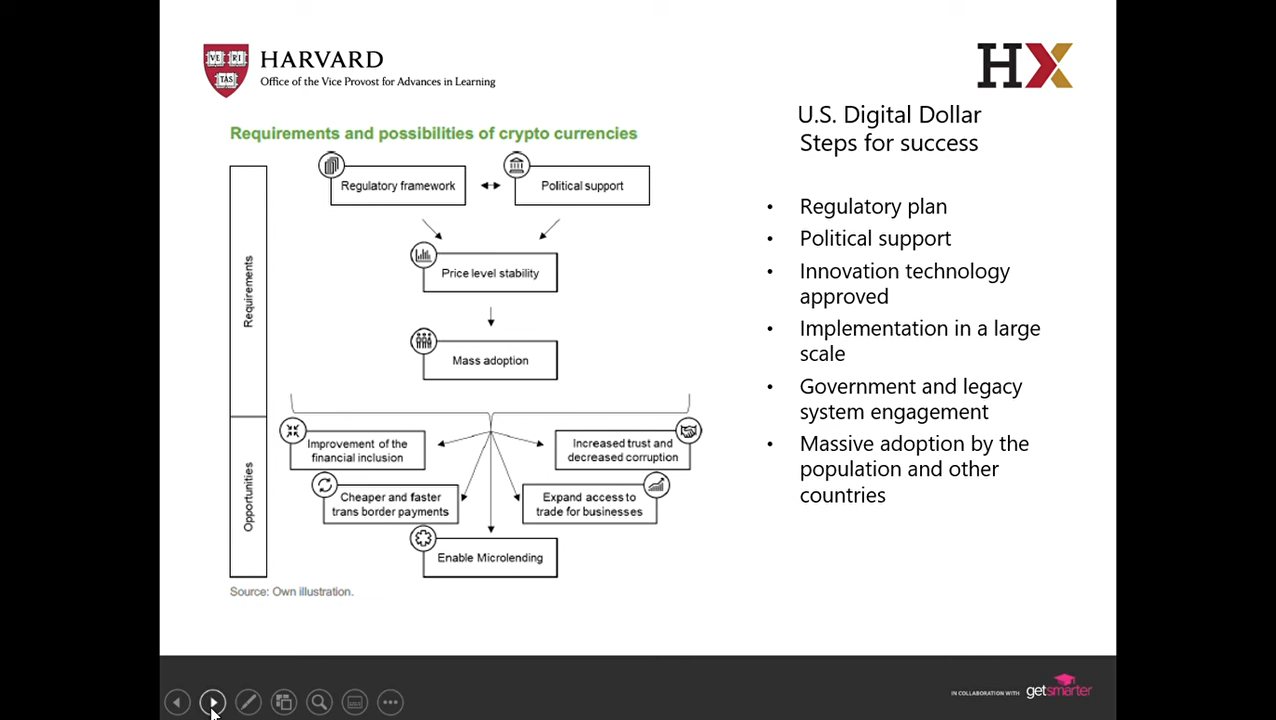 VE RI
TAS
HARVARD
Office of the Vice Provost for Advances in Learning
HX
Requirements and possibilities of crypto currencies
Requirements
Regulatory framework
Political support
Price level stability
Mass adoption
Opportunities
Improvement of the
financial inclusion
Increased trust and
decreased corruption
Cheaper and faster
trans border payments
Expand access to
trade for businesses
Enable Microlending
Source: Own illustration.
U.S. Digital Dollar
Steps for success
• Regulatory plan
• Political support
• Innovation technology
approved
• Implementation in a large
scale
• Government and legacy
system engagement
• Massive adoption by the
population and other
countries
IN COLLABORATION WITH getsmarter